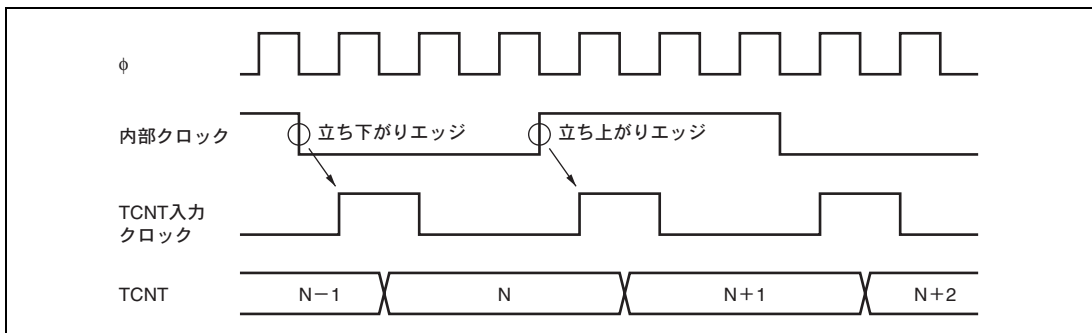 φ
内部クロック
立ち下がりエッジ
立ち上がりエッジ
TCNT入力
クロック
TCNT
N－1
N
N＋1
N＋2